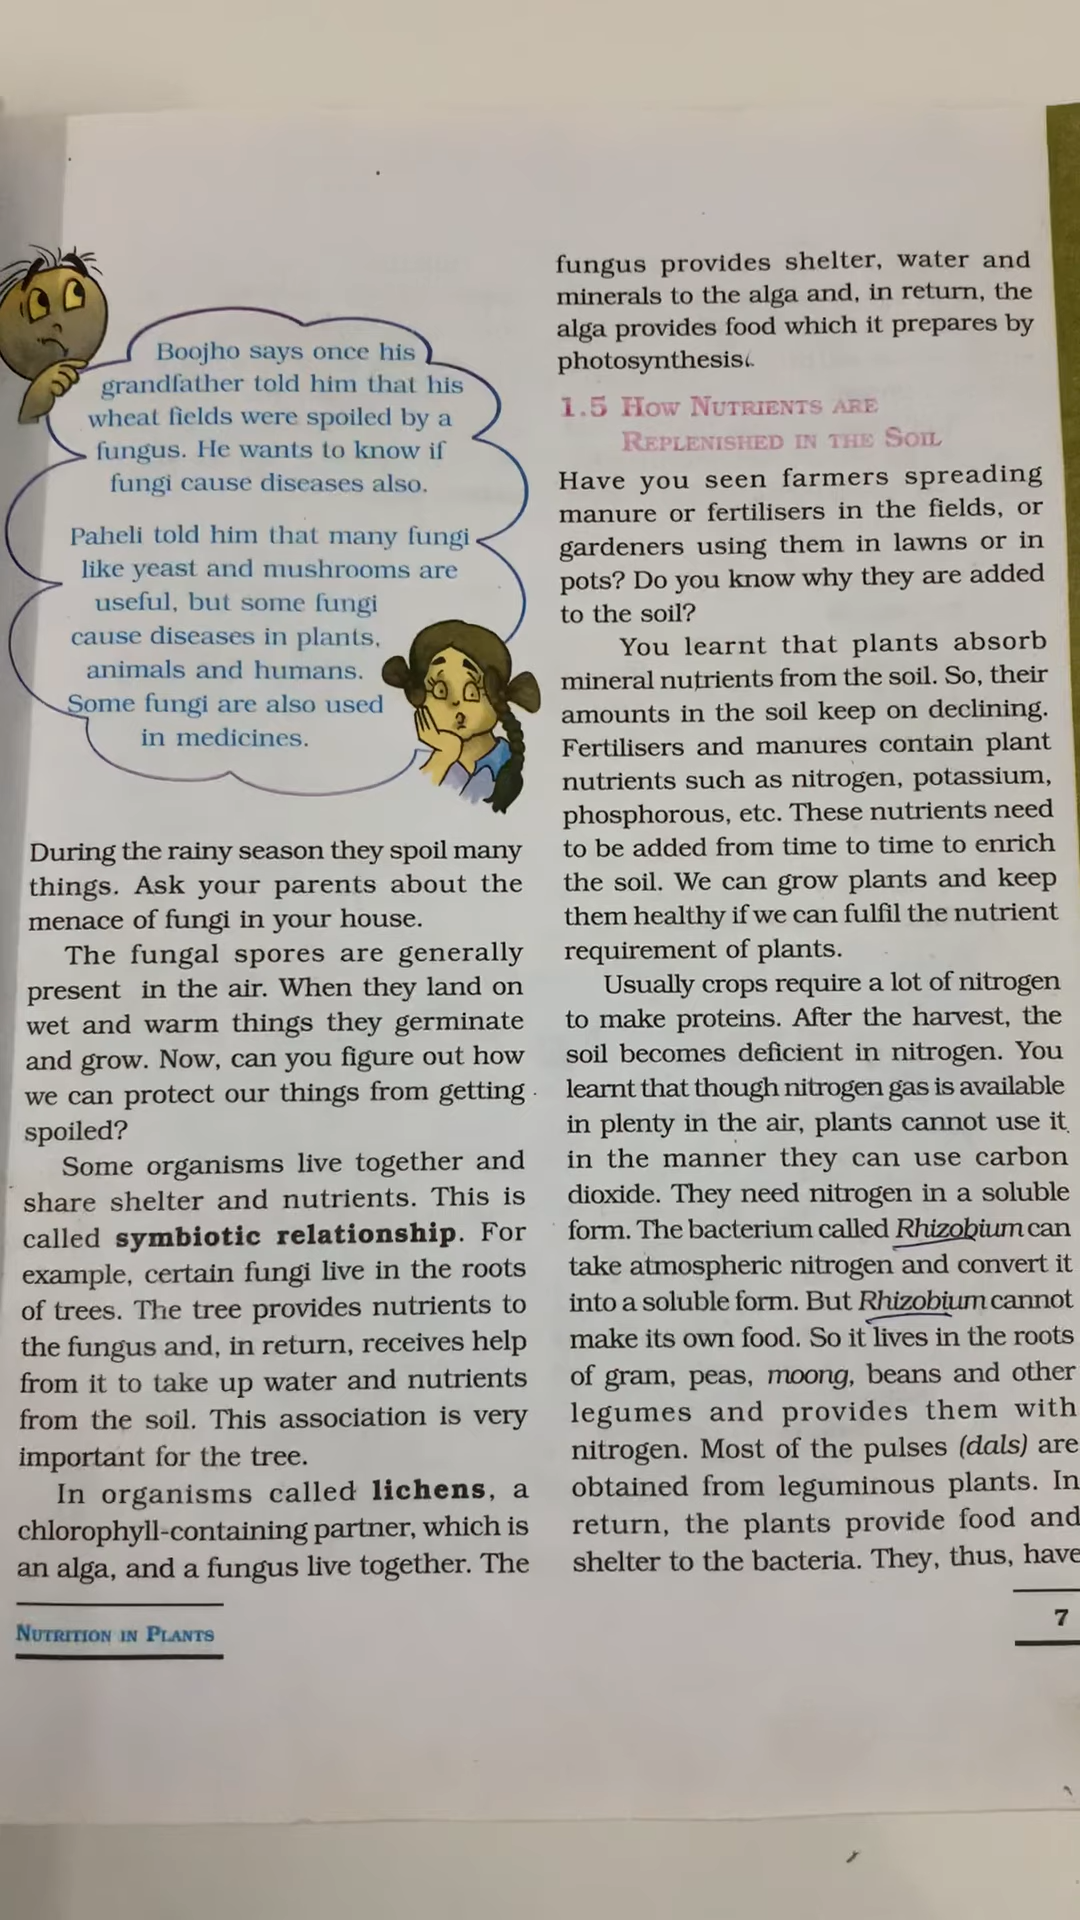 Boojho says once his
grandfather told him that his
wheat fields were spoiled by a
fungus. He wants to know if
fungi cause diseases also.
Paheli told him that many fungi
like yeast and mushrooms are
useful, but some fungi
cause diseases in plants,
animals and humans.
Some fungi are also used
in medicines.
During the rainy season they spoil many
things. Ask your parents about the
menace of fungi in your house.
The fungal spores are generally
present in the air. When they land on
wet and warm things they germinate
and grow. Now, can you figure out how
we can protect our things from getting
spoiled?
Some organisms live together and
share shelter and nutrients. This is
called symbiotic relationship. For
example, certain fungi live in the roots
of trees. The tree provides nutrients to
the fungus and, in return, receives help
from it to take up water and nutrients
from the soil. This association is very
important for the tree.
In organisms called lichens, a
chlorophyll-containing partner, which is
an alga, and a fungus live together. The
fungus provides shelter, water and
minerals to the alga and, in return, the
alga provides food which it prepares by
photosynthesis.
1.5 HOW NUTRIENTS ARE
REPLENISHED IN THE SOIL
Have you seen farmers spreading
manure or fertilisers in the fields, or
gardeners using them in lawns or in
pots? Do you know why they are added
to the soil?
You learnt that plants absorb
mineral nutrients from the soil. So, their
amounts in the soil keep on declining.
Fertilisers and manures contain plant
nutrients such as nitrogen, potassium,
phosphorous, etc. These nutrients need
to be added from time to time to enrich
the soil. We can grow plants and keep
them healthy if we can fulfil the nutrient
requirement of plants.
Usually crops require a lot of nitrogen
to make proteins. After the harvest, the
soil becomes deficient in nitrogen. You
learnt that though nitrogen gas is available
in plenty in the air, plants cannot use it
in the manner they can use carbon
dioxide. They need nitrogen in a soluble
form. The bacterium called Rhizobium can
take atmospheric nitrogen and convert it
into a soluble form. But Rhizobium cannot
make its own food. So it lives in the roots
of gram, peas, moong, beans and other
legumes and provides them with
nitrogen. Most of the pulses (dals) are
obtained from leguminous plants. In
return, the plants provide food and
shelter to the bacteria. They, thus, have
NUTRITION IN PLANTS
7